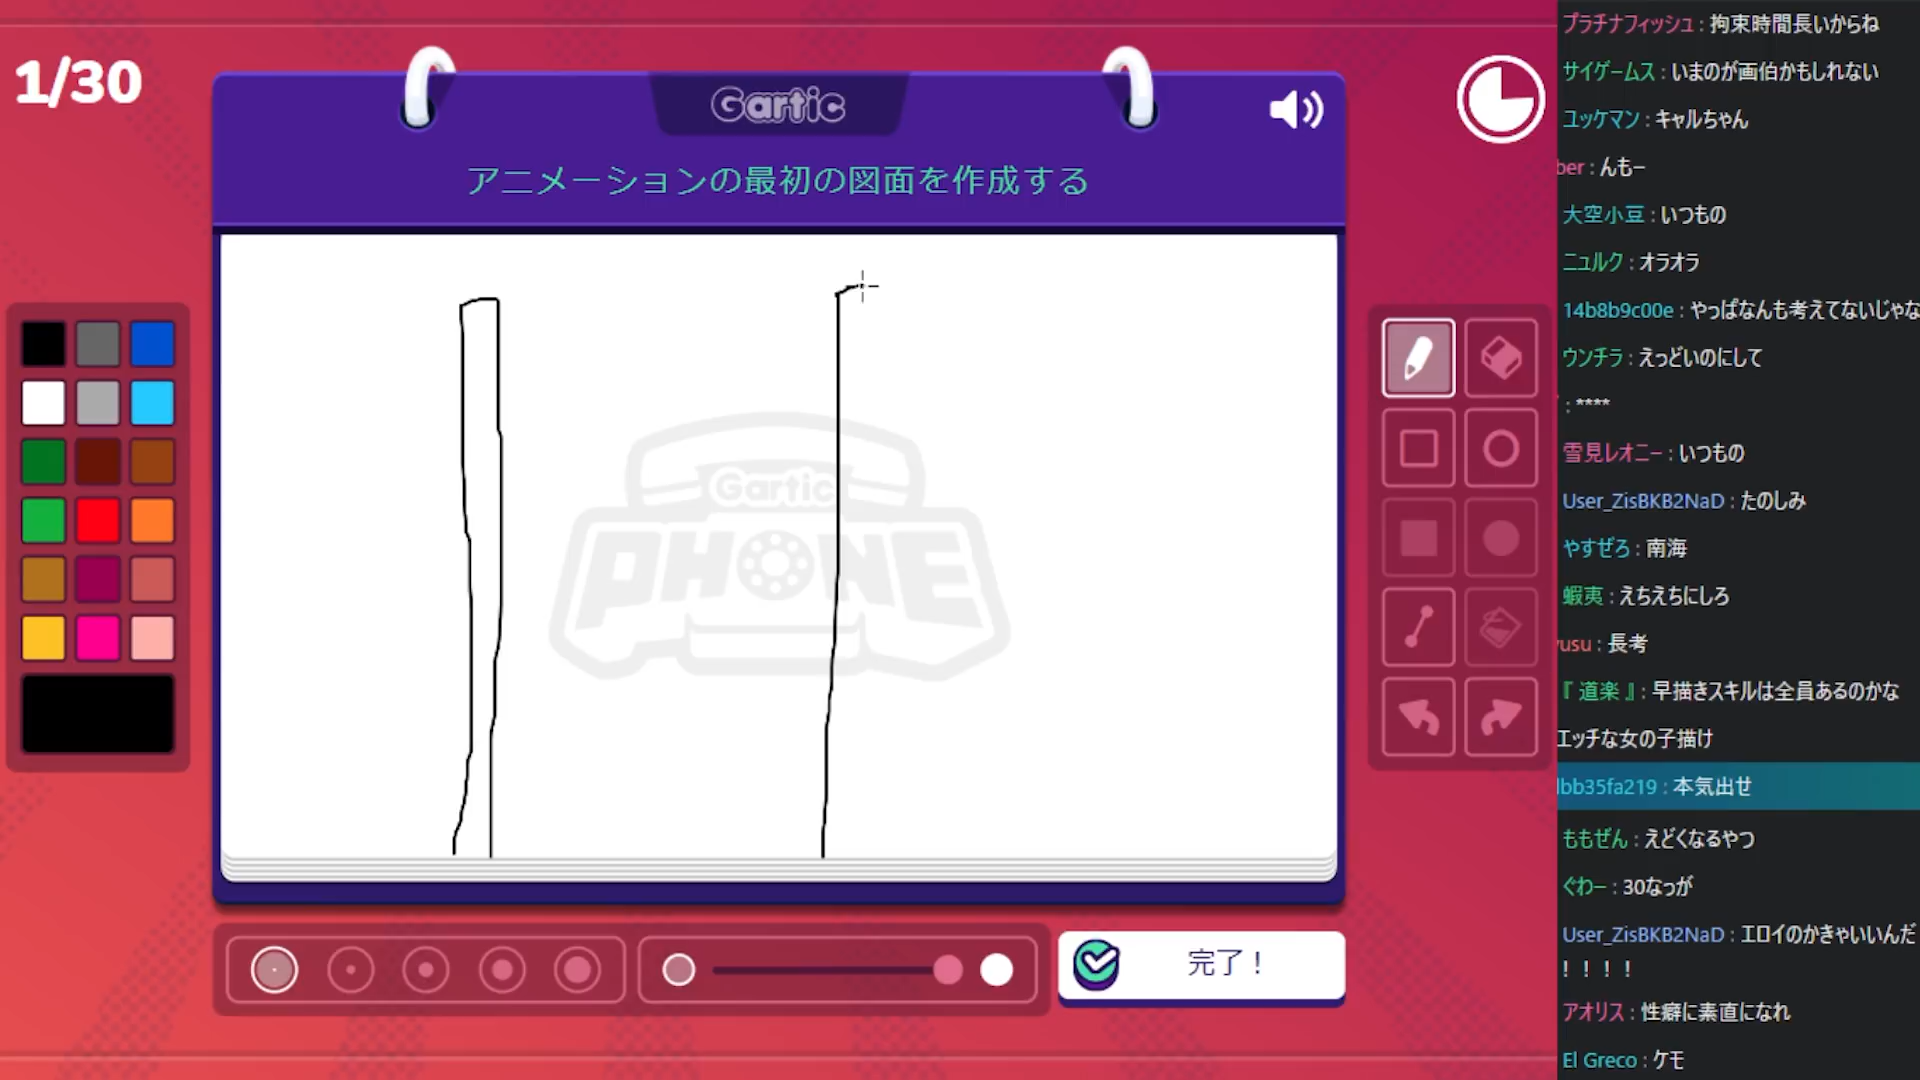 1/30
Gartic
アニメーションの最初の図面を作成する
Gartic
PHONE
完了！
プラチナフィッシュ : 拘束時間長いからね
サイゲームス : いまのが画伯かもしれない
ユッケマン : キャルちゃん
ber : んもー
大空小豆 : いつもの
ニュルク : オラオラ
14b8b9c00e : やっぱなんも考えてないじゃな
ウンチラ : えっどいのにして
: ****
雪見レオニー : いつもの
User_ZisBKB2NaD : たのしみ
やすぜろ : 南海
蝦夷 : えちえちにしろ
usu : 長考
『 道楽 』 : 早描きスキルは全員あるのかな
エッチな女の子描け
lbb35fa219 : 本気出せ
ももぜん : えどくなるやつ
ぐわー : 30なっが
User_ZisBKB2NaD : エロイのかきゃいいんだ
！！！！
アオリス : 性癖に素直になれ
El Greco : ケモ